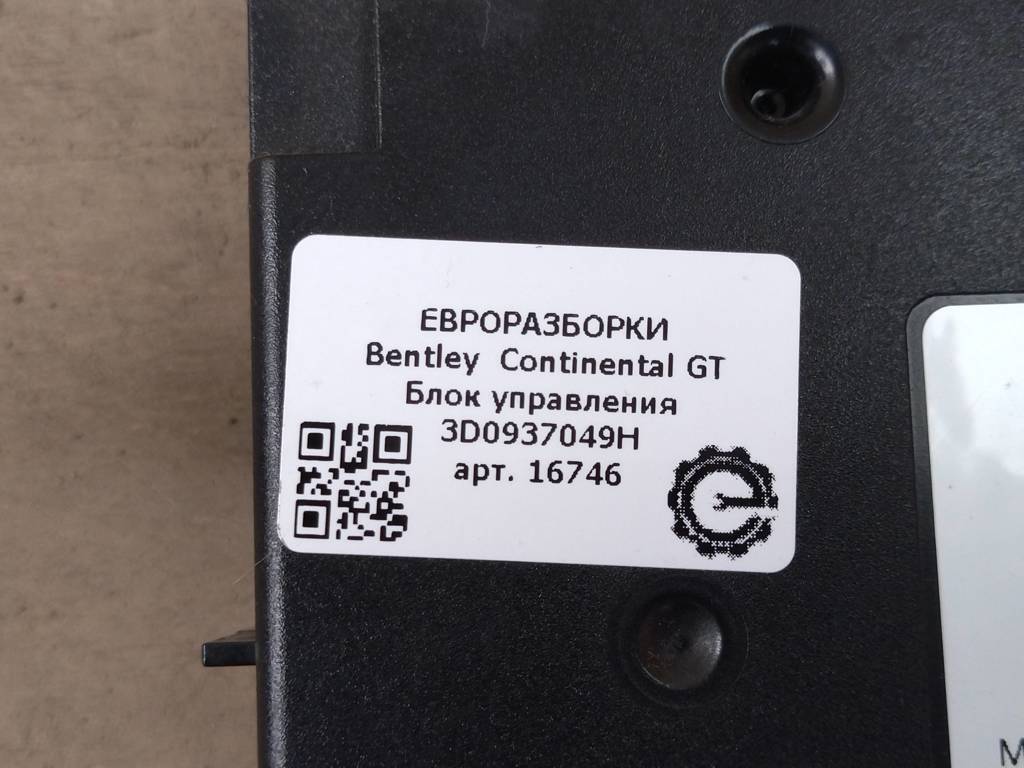 ЕВРОРАЗБОРКИ
Bentley Continental GT
Блок управления
3D0937049H
арт. 16746